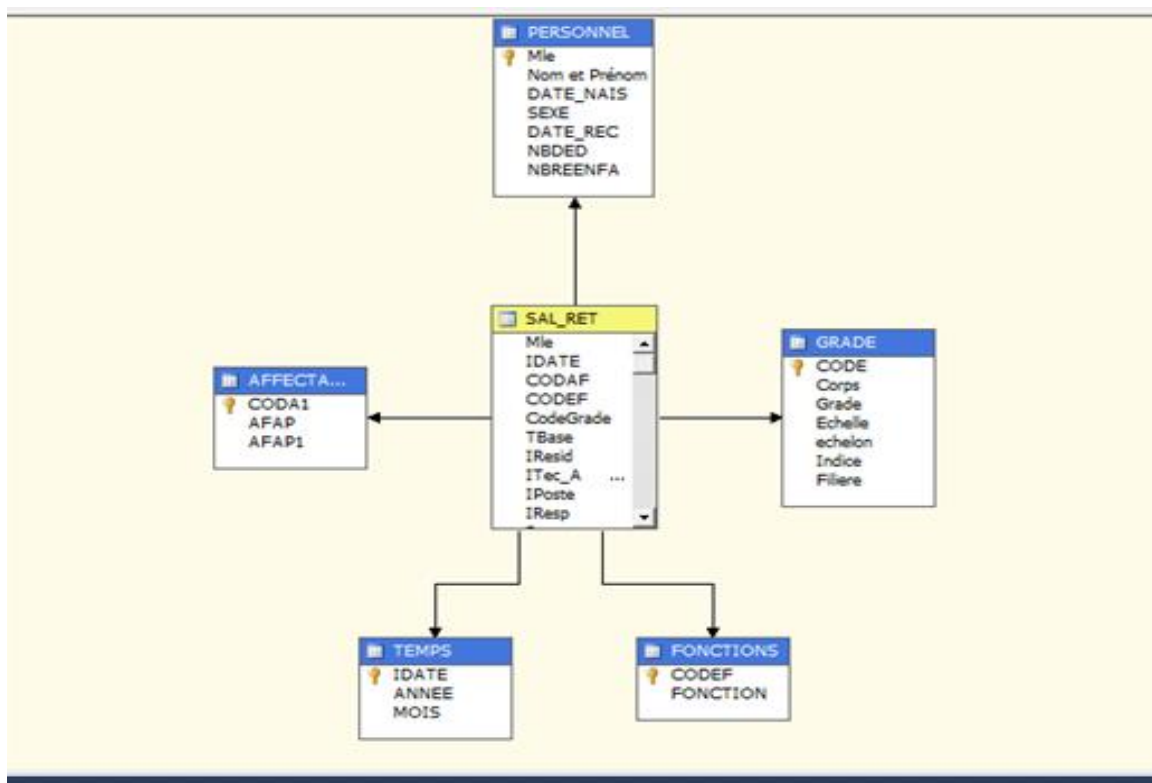 PERSONNEL
Mle
Nom et Prénom
DATE_NAIS
SEXE
DATE_REC
NBDED
NBREENFA
SAL_RET
Mle
IDATE
CODAF
CODEF
CodeGrade
TBase
IResid
ITec_A ...
IPoste
IResp
AFFECTA...
CODA1
AFAP
AFAP1
GRADE
CODE
Corps
Grade
Echelle
echelon
Indice
Filiere
TEMPS
IDATE
ANNEE
MOIS
FONCTIONS
CODEF
FONCTION